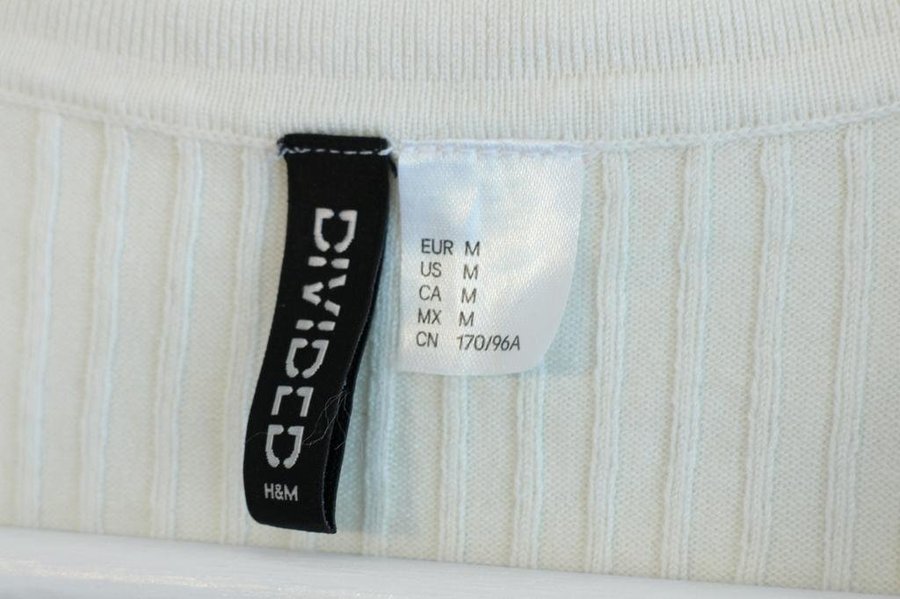 DIVIDED
H&M
EUR M
US M
CA M
MX M
CN 170/96A